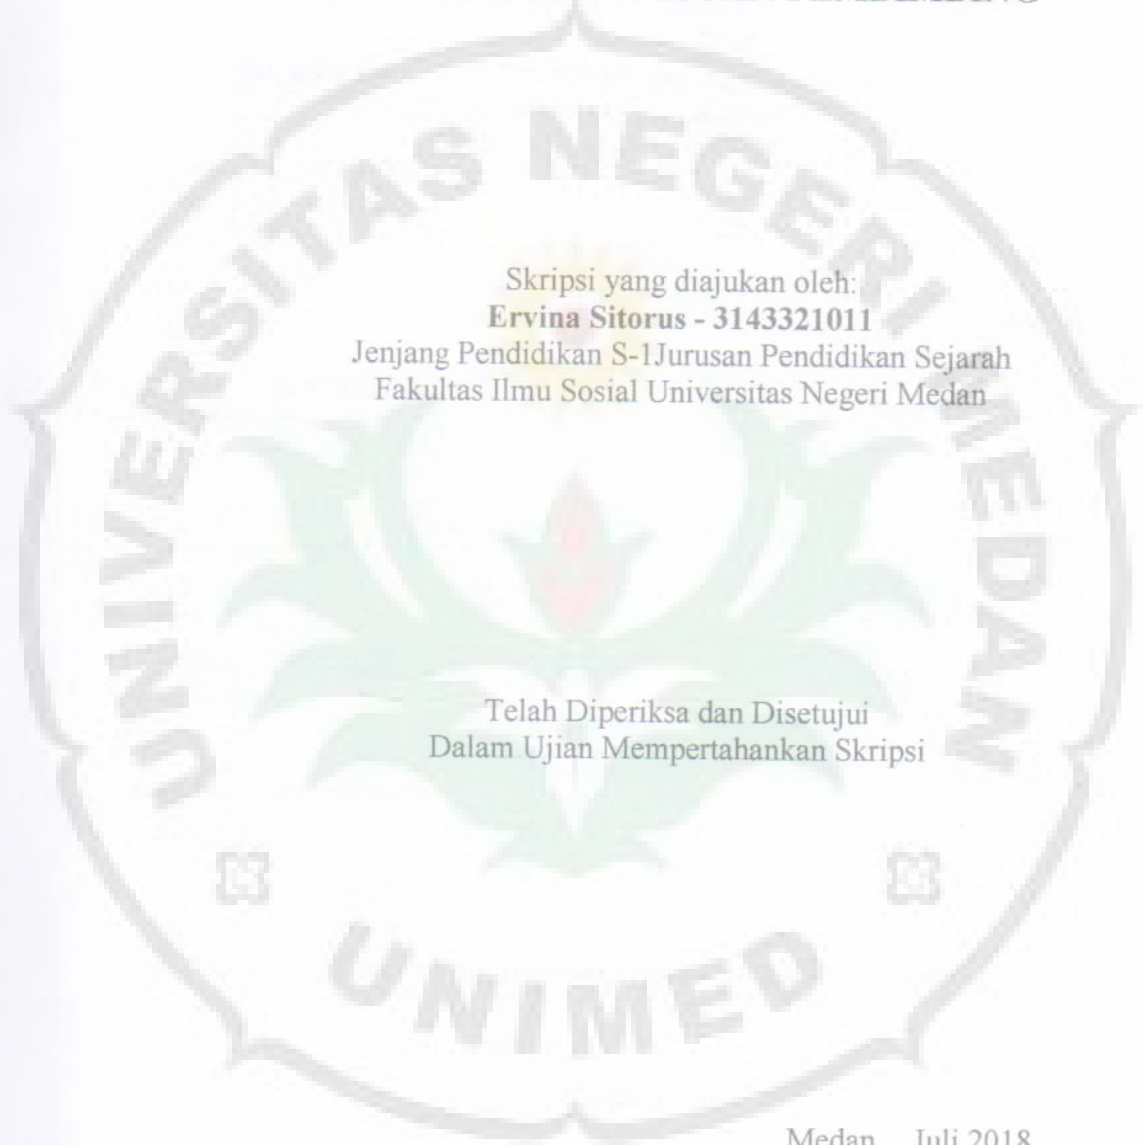 UNIVERSITAS NEGERI MEDAN
Skripsi yang diajukan oleh:
Ervina Sitorus - 3143321011
Jenjang Pendidikan S-1Jurusan Pendidikan Sejarah
Fakultas Ilmu Sosial Universitas Negeri Medan
Telah Diperiksa dan Disetujui
Dalam Ujian Mempertahankan Skripsi
UNIMED
Medan, Juli 2018